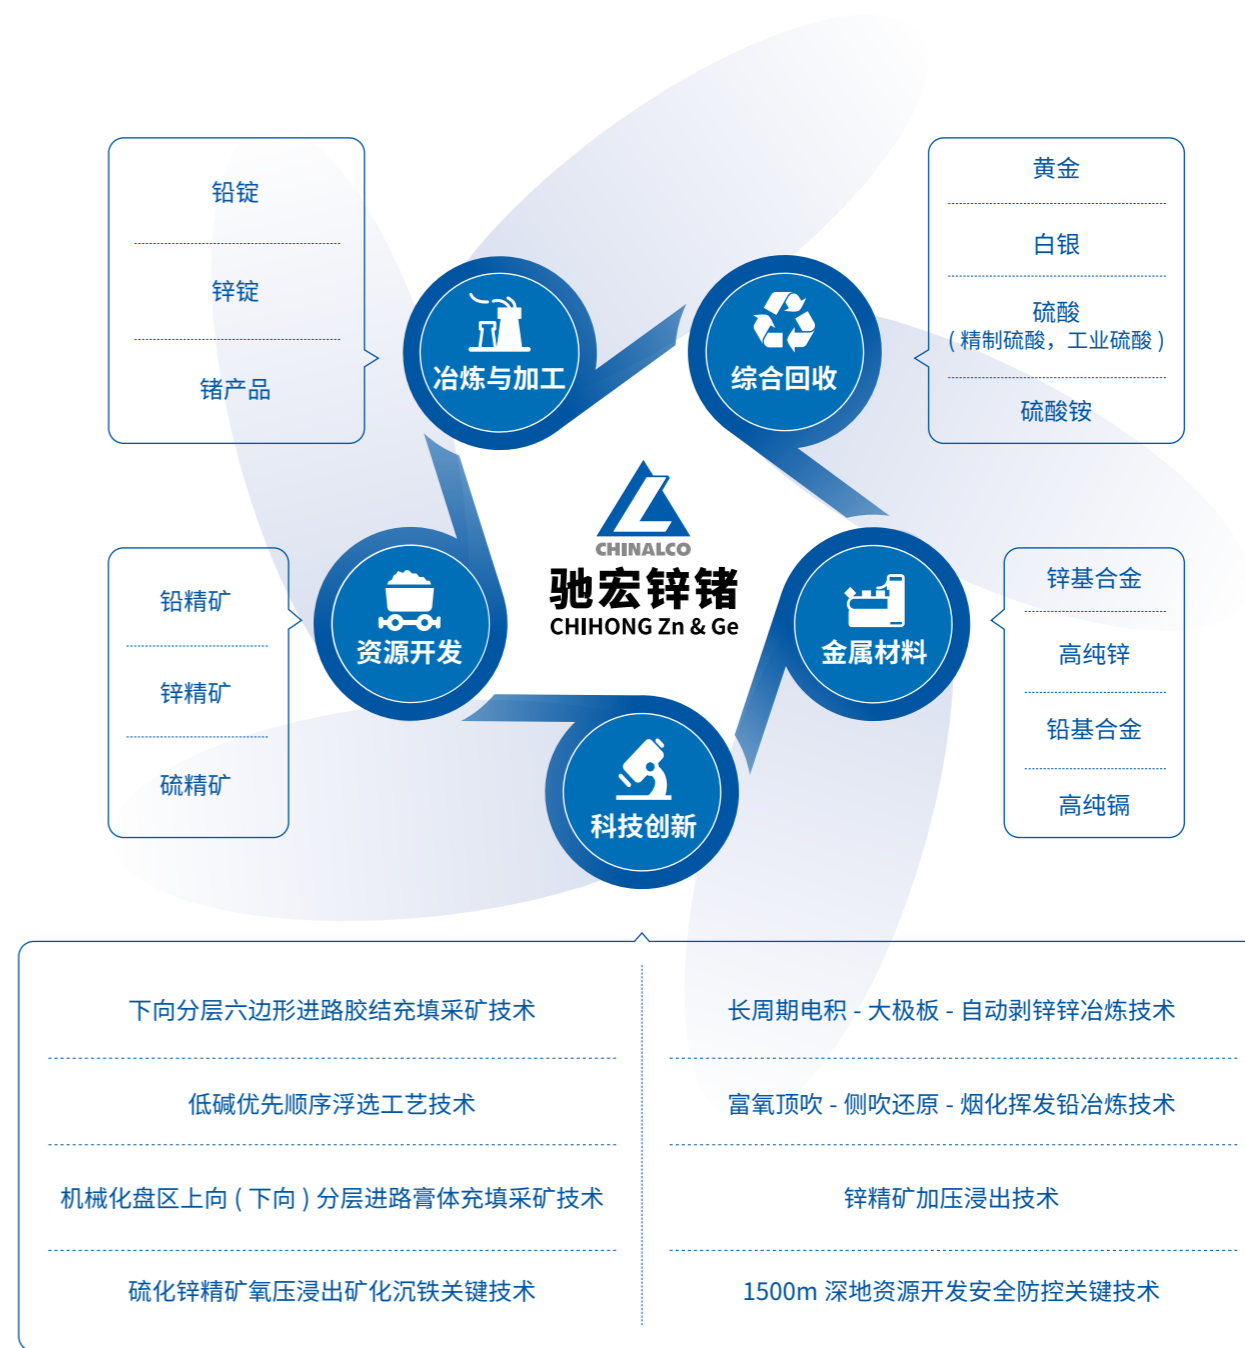 铅锭
锌锭
锗产品
冶炼与加工
综合回收
黄金
白银
硫酸
( 精制硫酸，工业硫酸 )
硫酸铵
CHINALCO
驰宏锌锗
CHIHONG Zn & Ge
铅精矿
锌精矿
硫精矿
资源开发
金属材料
锌基合金
高纯锌
铅基合金
高纯镉
科技创新
下向分层六边形进路胶结充填采矿技术
低碱优先顺序浮选工艺技术
机械化盘区上向 ( 下向 ) 分层进路膏体充填采矿技术
硫化锌精矿氧压浸出矿化沉铁关键技术
长周期电积 - 大极板 - 自动剥锌锌冶炼技术
富氧顶吹 - 侧吹还原 - 烟化挥发铅冶炼技术
锌精矿加压浸出技术
1500m 深地资源开发安全防控关键技术